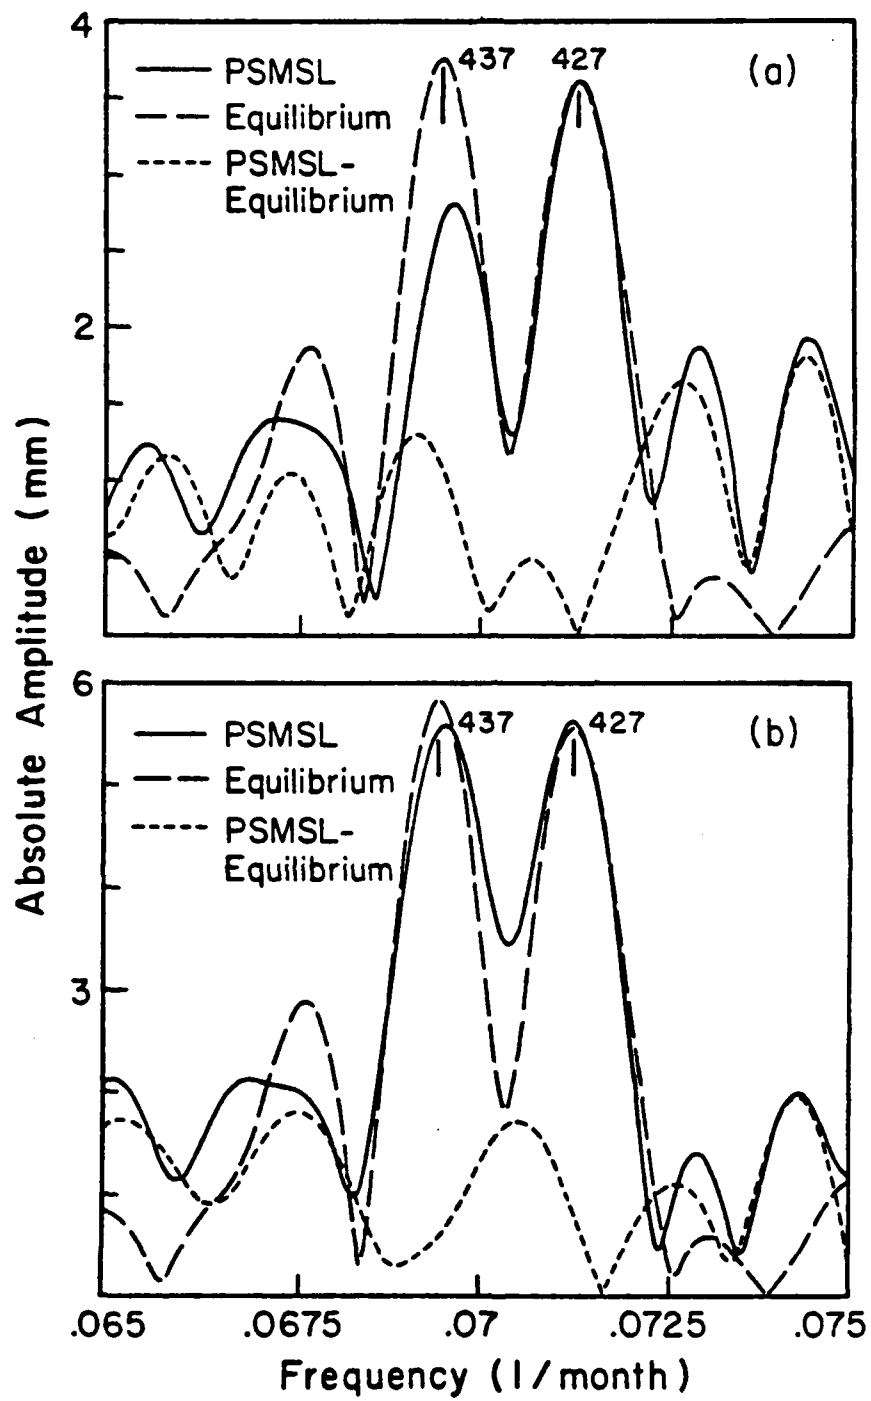 4
PSMSL
437
427
(a)
Equilibrium
PSMSL-
Equilibrium
2
Absolute Amplitude (mm)
6
PSMSL
437
427
(b)
Equilibrium
PSMSL-
Equilibrium
3
.065
.0675
.07
.0725
.075
Frequency (1/month)